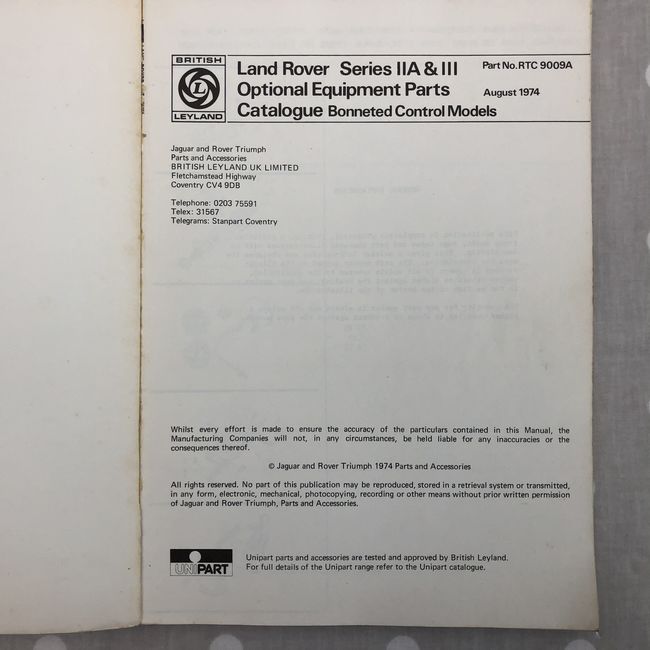 BRITISH
L
LEYLAND
Land Rover Series IIA & III
Optional Equipment Parts
Catalogue Bonneted Control Models
Part No. RTC 9009A
August 1974
Jaguar and Rover Triumph
Parts and Accessories
BRITISH LEYLAND UK LIMITED
Fletchamstead Highway
Coventry CV4 9DB
Telephone: 0203 75591
Telex: 31567
Telegrams: Stanpart Coventry
Whilst every effort is made to ensure the accuracy of the particulars contained in this Manual, the
Manufacturing Companies will not, in any circumstances, be held liable for any inaccuracies or the
consequences thereof.
© Jaguar and Rover Triumph 1974 Parts and Accessories
All rights reserved. No part of this publication may be reproduced, stored in a retrieval system or transmitted,
in any form, electronic, mechanical, photocopying, recording or other means without prior written permission
of Jaguar and Rover Triumph, Parts and Accessories.
UNIPART
Unipart parts and accessories are tested and approved by British Leyland.
For full details of the Unipart range refer to the Unipart catalogue.